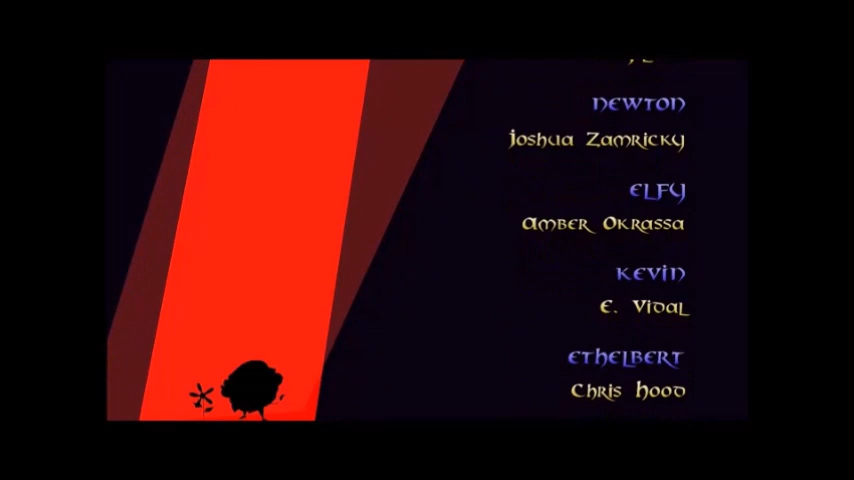 NEWTON
Joshua Zamricky
ELFY
Amber Okrassa
KEVIN
E. Vidal
ETHELBERT
Chris Hood